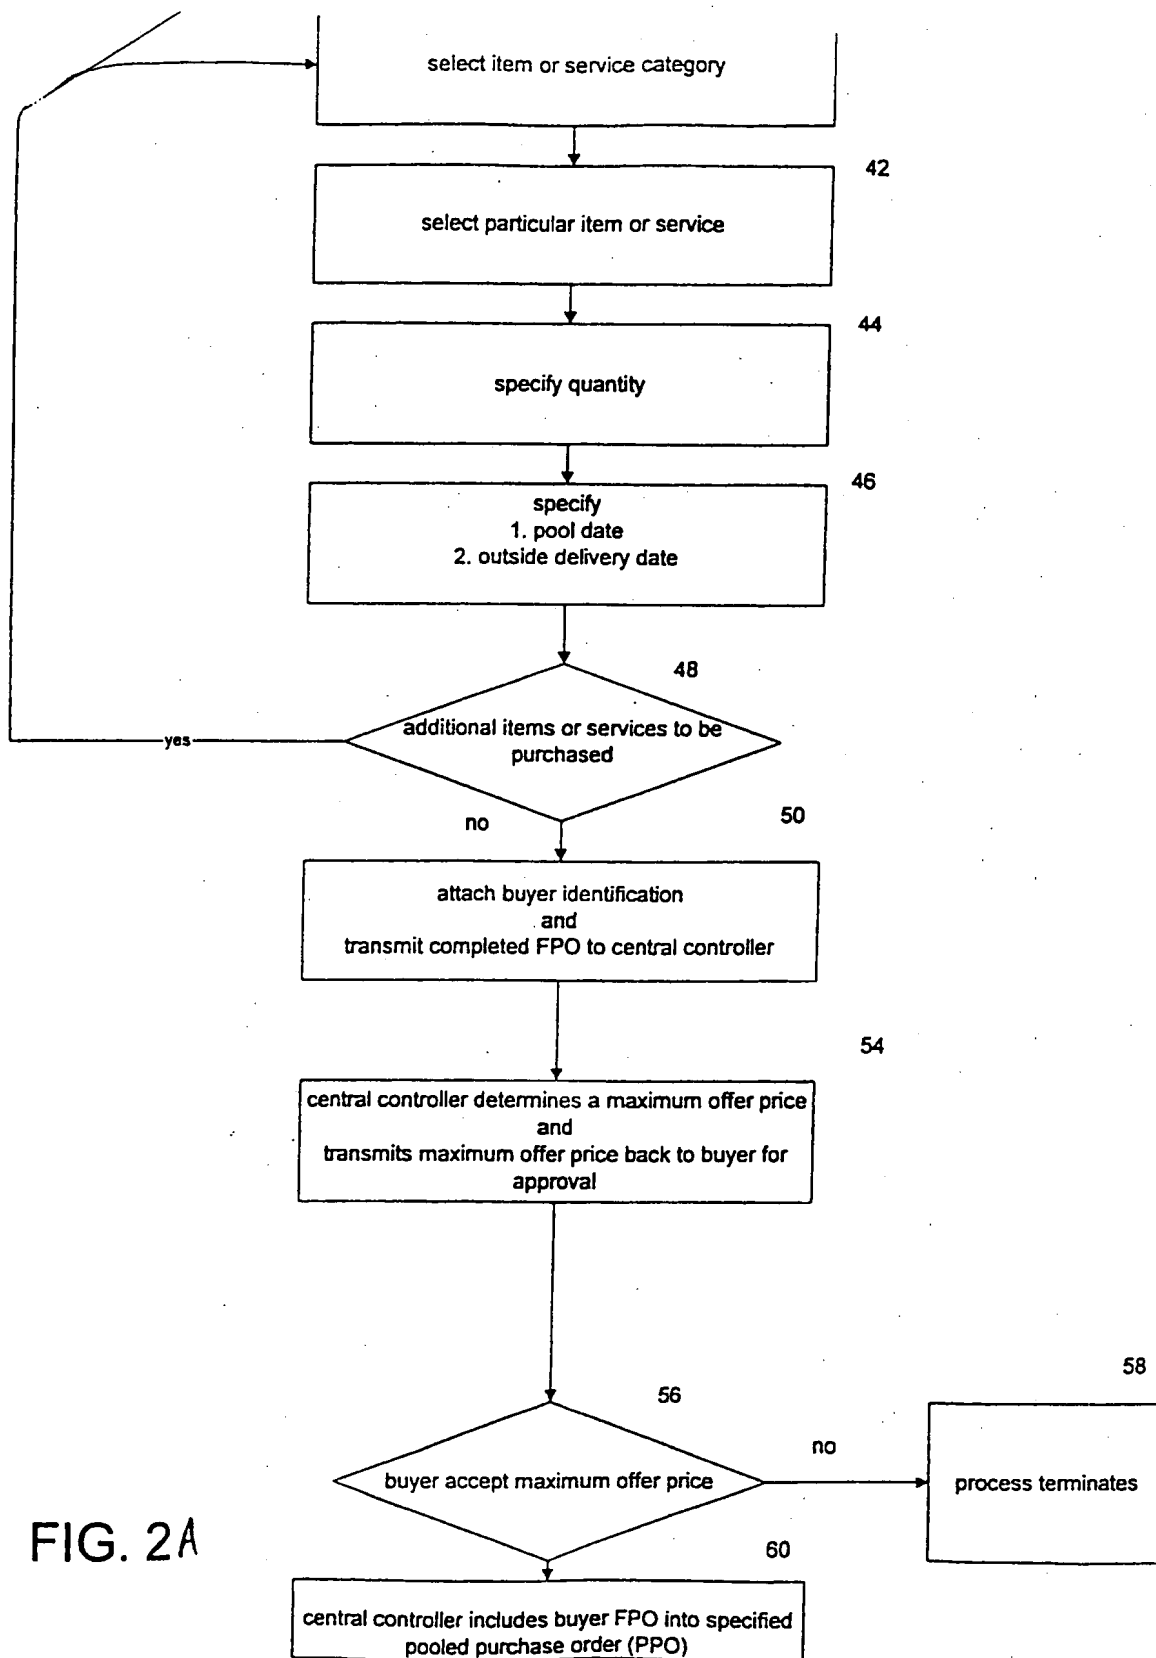 select item or service category
42
select particular item or service
44
specify quantity
46
specify
1. pool date
2. outside delivery date
48
additional items or services to be
purchased
yes
no
50
attach buyer identification
and
transmit completed FPO to central controller
54
central controller determines a maximum offer price
and
transmits maximum offer price back to buyer for
approval
56
buyer accept maximum offer price
no
58
process terminates
60
central controller includes buyer FPO into specified
pooled purchase order (PPO)
FIG. 2A